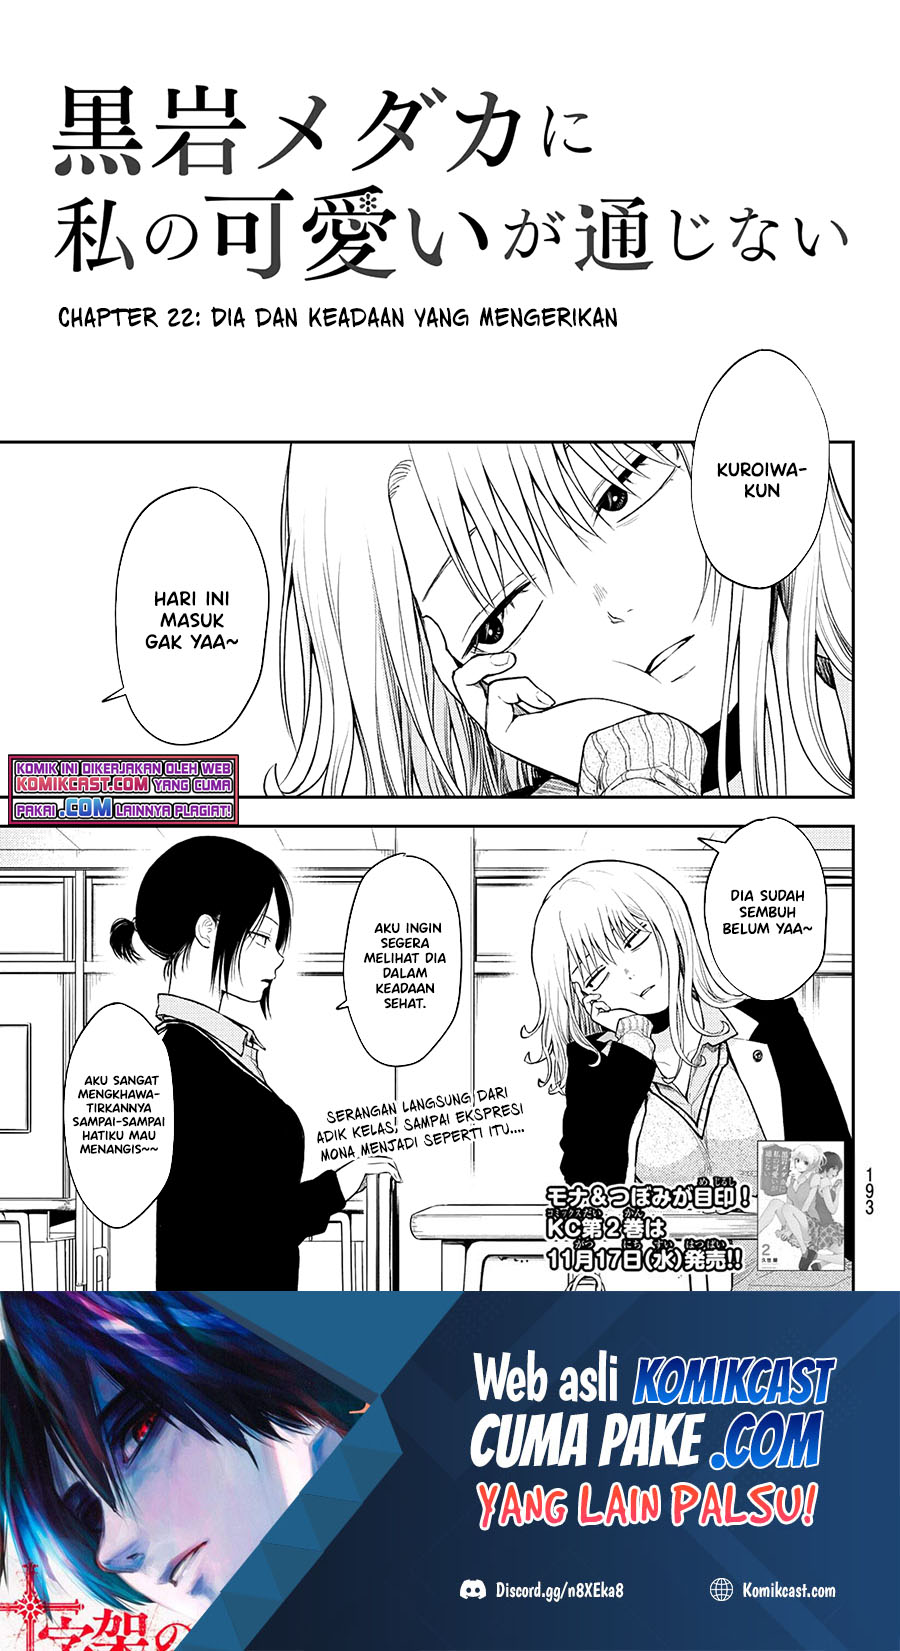 黒岩メダカに
私の可愛いが通じない
CHAPTER 22: DIA DAN KEADAAN YANG MENGERIKAN
KUROIWA-
KUN
HARI INI
MASUK
GAK YAA~
KOMIK INI DIKERJAKAN OLEH WEB
KOMIKCAST.COM YANG CUMA
PAKAI .COM LAINNYA PLAGIAT!
DIA SUDAH
SEMBUH
BELUM YAA~
AKU INGIN
SEGERA
MELIHAT DIA
DALAM
KEADAAN
SEHAT.
AKU SANGAT
MENGKHAWA-
TIRKANNYA
SAMPAI-SAMPAI
HATIKU MAU
MENANGIS~~
SERANGAN LANGSUNG DARI
ADIK KELAS, SAMPAI EKSPRESI
MONA MENJADI SEPERTI ITU....
193
モナ&つぼみが目印!
KC第2巻は
11月17日(水)発売!!
Web asli KOMIKCAST
CUMA PAKE .COM
YANG LAIN PALSU!
Discord.gg/n8XEka8
Komikcast.com